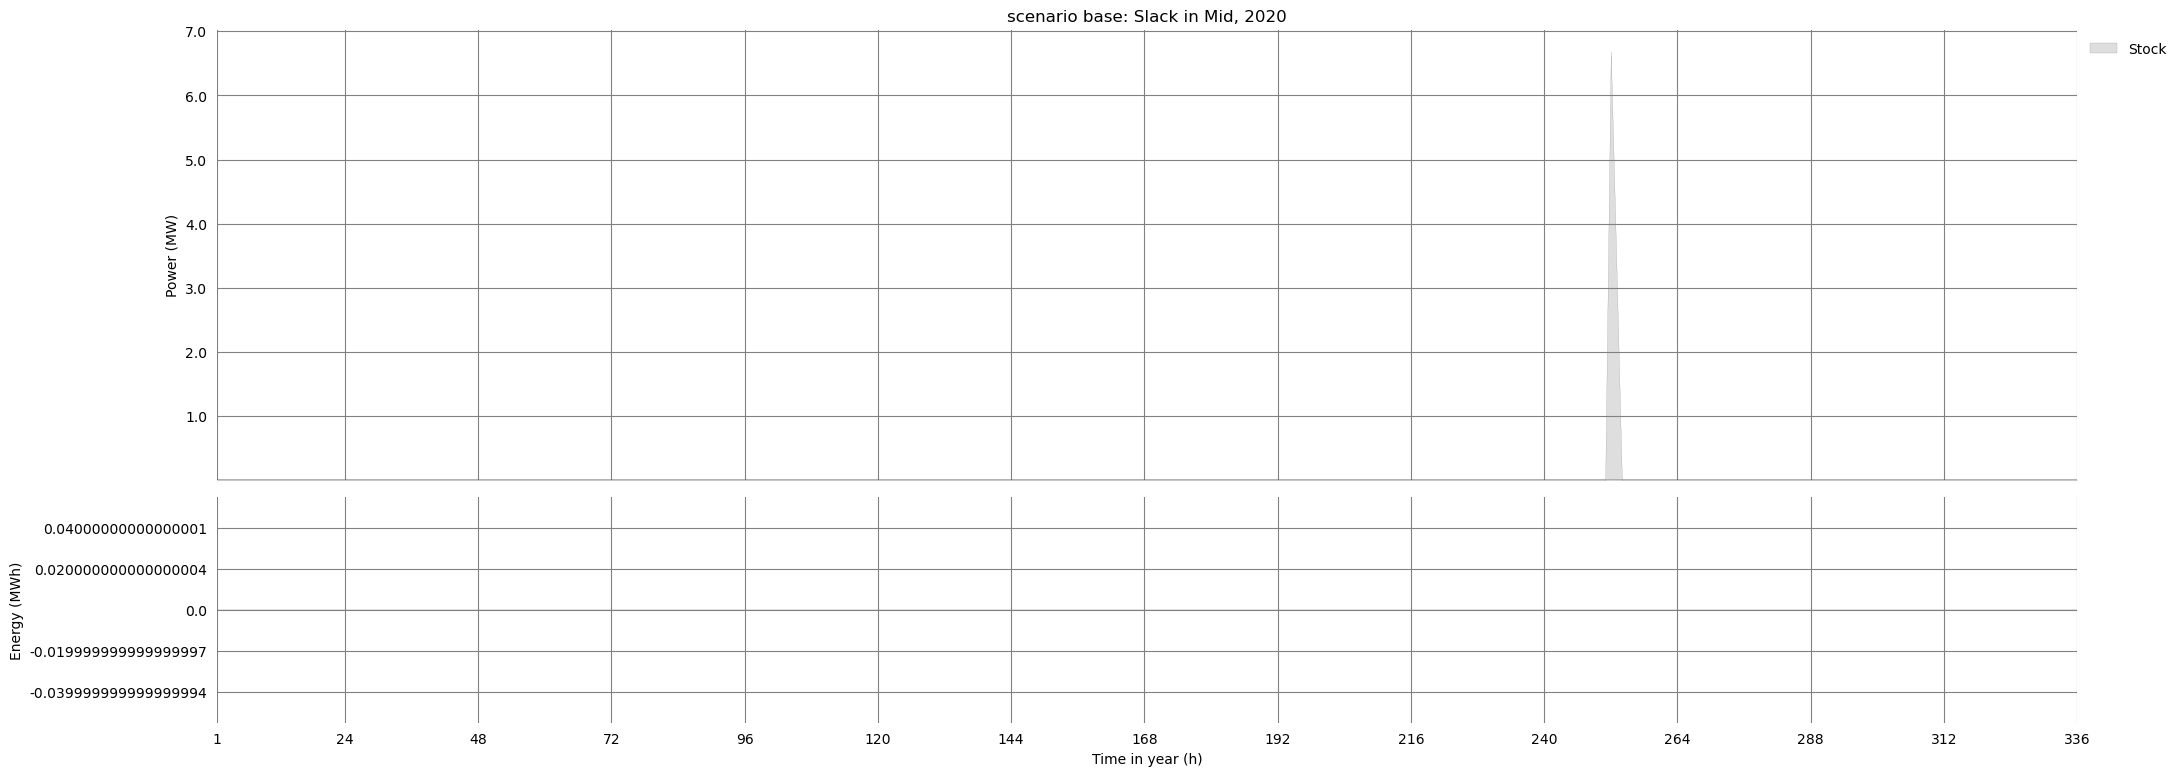 scenario base: Slack in Mid, 2020
7.0
6.0
5.0
4.0
3.0
2.0
1.0
Power (MW)
Stock
0.04000000000000001
0.020000000000000004
0.0
-0.019999999999999997
-0.039999999999999994
Energy (MWh)
1 24 48 72 96 120 144 168 192 216 240 264 288 312 336
Time in year (h)